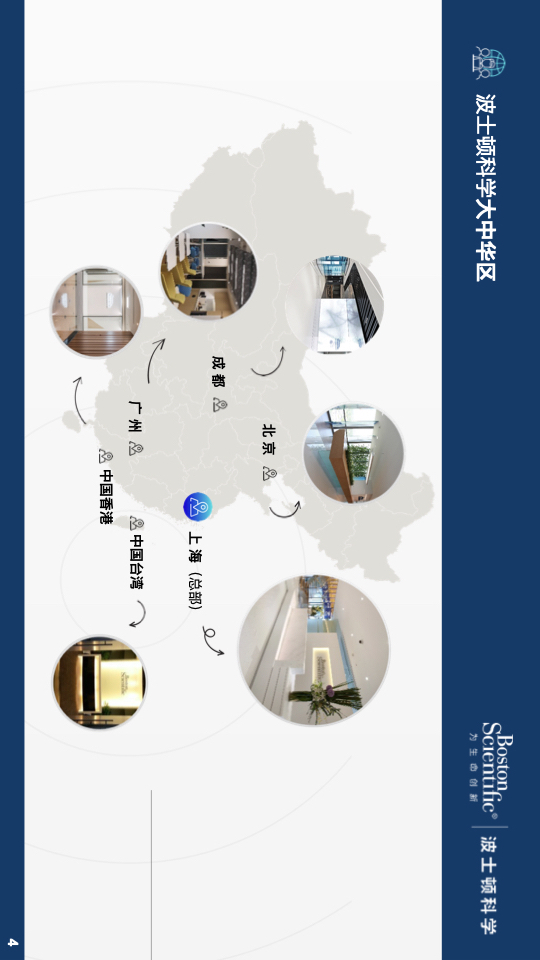 波士顿科学大中华区
Boston
Scientific®
为生命创新
波士顿科学
成都
北京
广州
上海（总部）
中国香港
中国台湾
Boston
Scientific
4